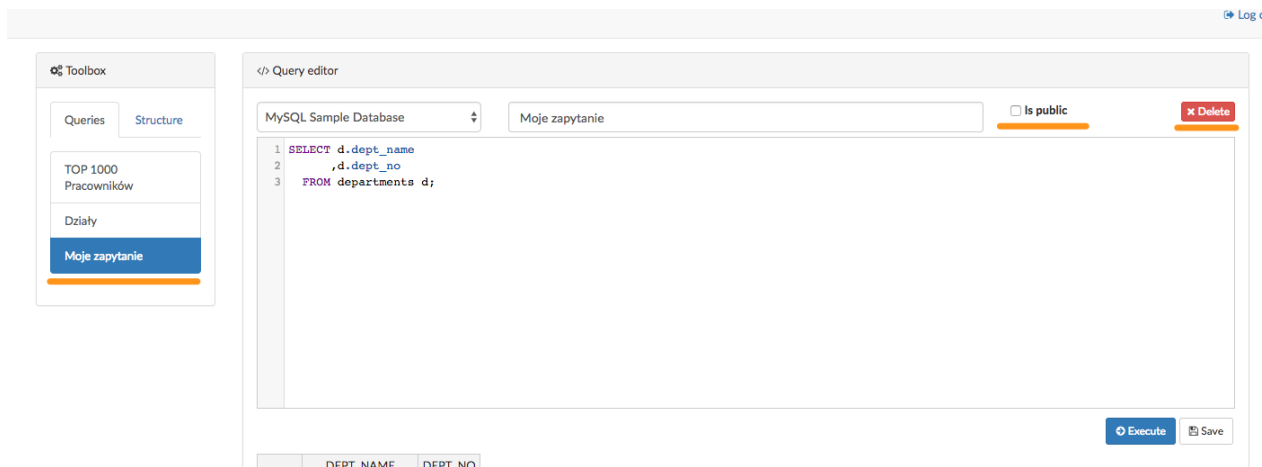 Log
Toolbox
Queries Structure
TOP 1000
Pracowników
Działy
Moje zapytanie
</> Query editor
MySQL Sample Database
Moje zapytanie
Is public
Delete
1 SELECT d.dept_name
2 ,d.dept_no
3 FROM departments d;
Execute
Save
DEPT_NAME DEPT_NO